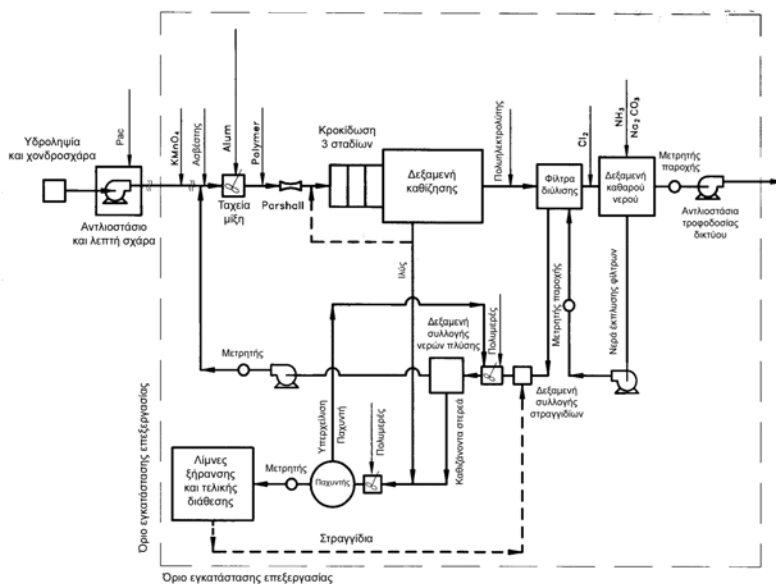 Υδροληψία
και χονδροσχάρα
Pac
Αντλιοστάσιο
και λεπτή σχάρα
KMnO4
Ασβέστης
Alum
Polymer
Ταχεία
μίξη
Parshall
Κροκίδωση
3 σταδίων
Δεξαμενή
καθίζησης
Πολυηλεκτρολύτης
Φίλτρα
διύλισης
Cl2
NH3
Na2 CO3
Δεξαμενή
καθαρού
νερού
Μετρητής
παροχής
Αντλιοστάσια
τροφοδοσίας
δικτύου
Ιλύς
Μετρητής παροχής
Νερά έκπλυσης φίλτρων
Μετρητής
Υπερχείλιση
Παχυντή
Δεξαμενή
συλλογής
νερών πλύσης
Πολυμερές
Δεξαμενή
συλλογής
στραγγιδίων
Καθιζάνοντα στερεά
Λίμνες
ξήρανσης
και τελικής
διάθεσης
Μετρητής
Παχυντής
Πολυμερές
Στραγγίδια
Όριο εγκατάστασης επεξεργασίας
Όριο εγκατάστασης επεξεργασίας